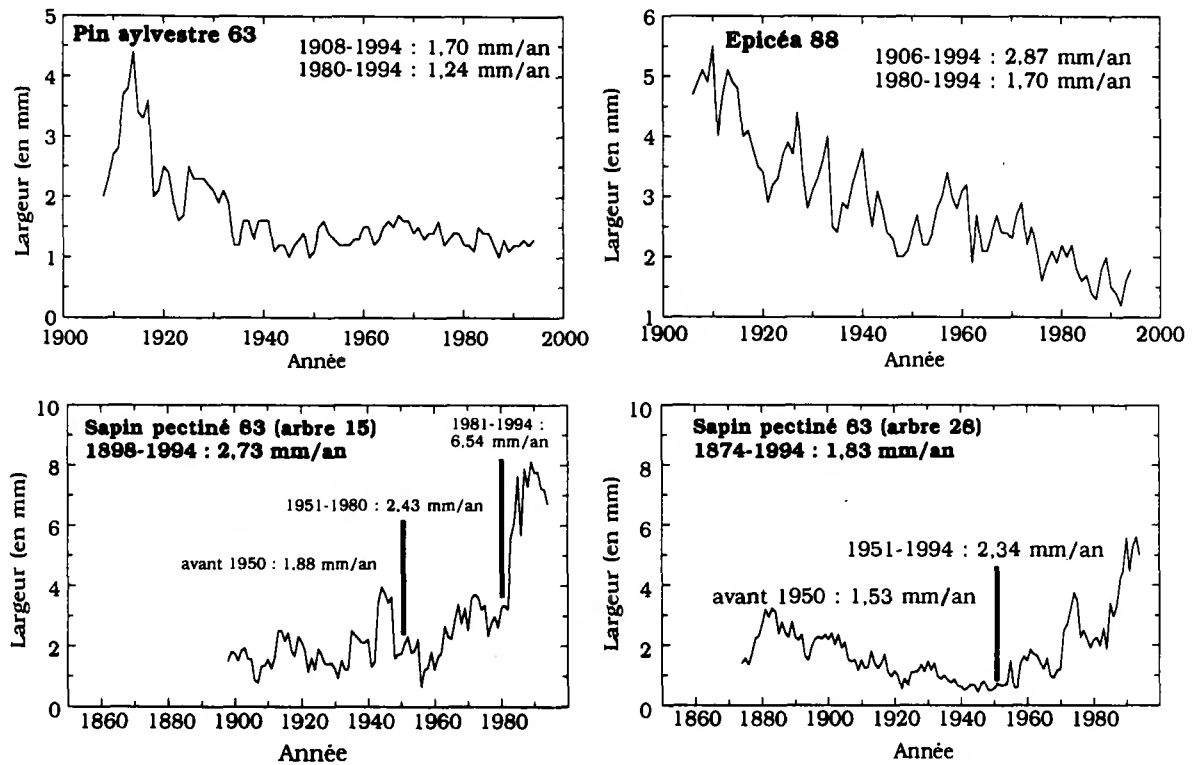 Pin sylvestre 63
1908-1994 : 1,70 mm/an
1980-1994 : 1,24 mm/an
Largeur (en mm)
5
4
3
2
1
0
1900 1920 1940 1960 1980 2000
Année
Epicéa 88
1906-1994 : 2,87 mm/an
1980-1994 : 1,70 mm/an
Largeur (en mm)
6
5
4
3
2
1
1900 1920 1940 1960 1980 2000
Année
Sapin pectiné 83 (arbre 15)
1898-1994 : 2,73 mm/an
1981-1994 :
6,54 mm/an
1951-1980 : 2.43 mm/an
avant 1950 : 1,88 mm/an
Largeur (en mm)
10
8
6
4
2
0
1860 1880 1900 1920 1940 1960 1980
Année
Sapin pectiné 83 (arbre 28)
1874-1994 : 1,83 mm/an
1951-1994 : 2,34 mm/an
avant 1950 : 1,53 mm/an
Largeur (en mm)
10
8
6
4
2
0
1860 1880 1900 1920 1940 1960 1980
Année